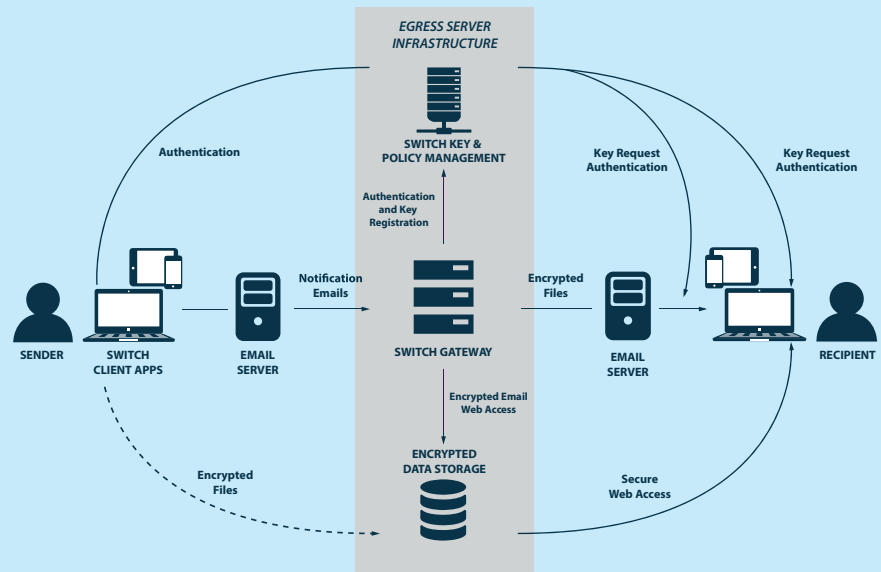 EGRESS SERVER
INFRASTRUCTURE
SWITCH KEY &
POLICY MANAGEMENT
Authentication
Key Request
Authentication
Key Request
Authentication
Authentication
and Key
Registration
Notification
Emails
Encrypted
Files
SENDER
SWITCH
CLIENT APPS
EMAIL
SERVER
SWITCH GATEWAY
EMAIL
SERVER
RECIPIENT
Encrypted Email
Web Access
ENCRYPTED
DATA STORAGE
Encrypted
Files
Secure
Web Access